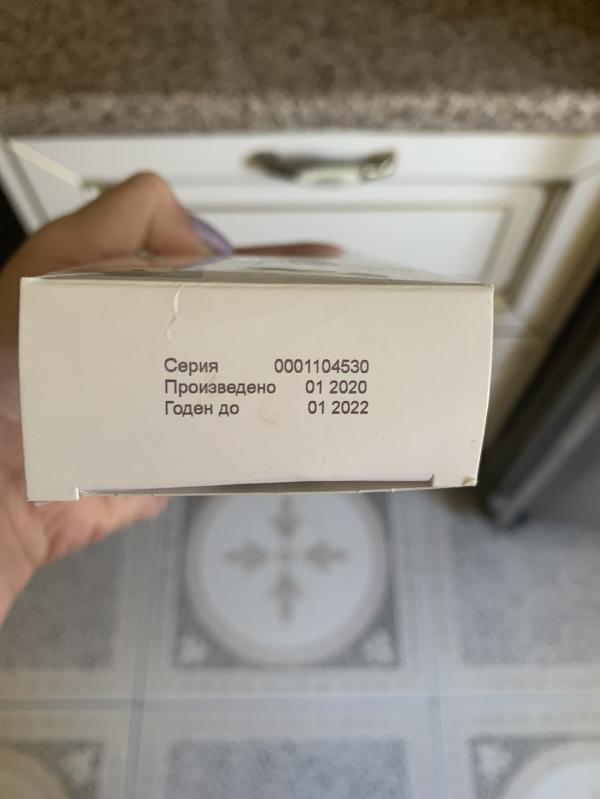 Серия 0001104530
Произведено 01 2020
Годен до 01 2022